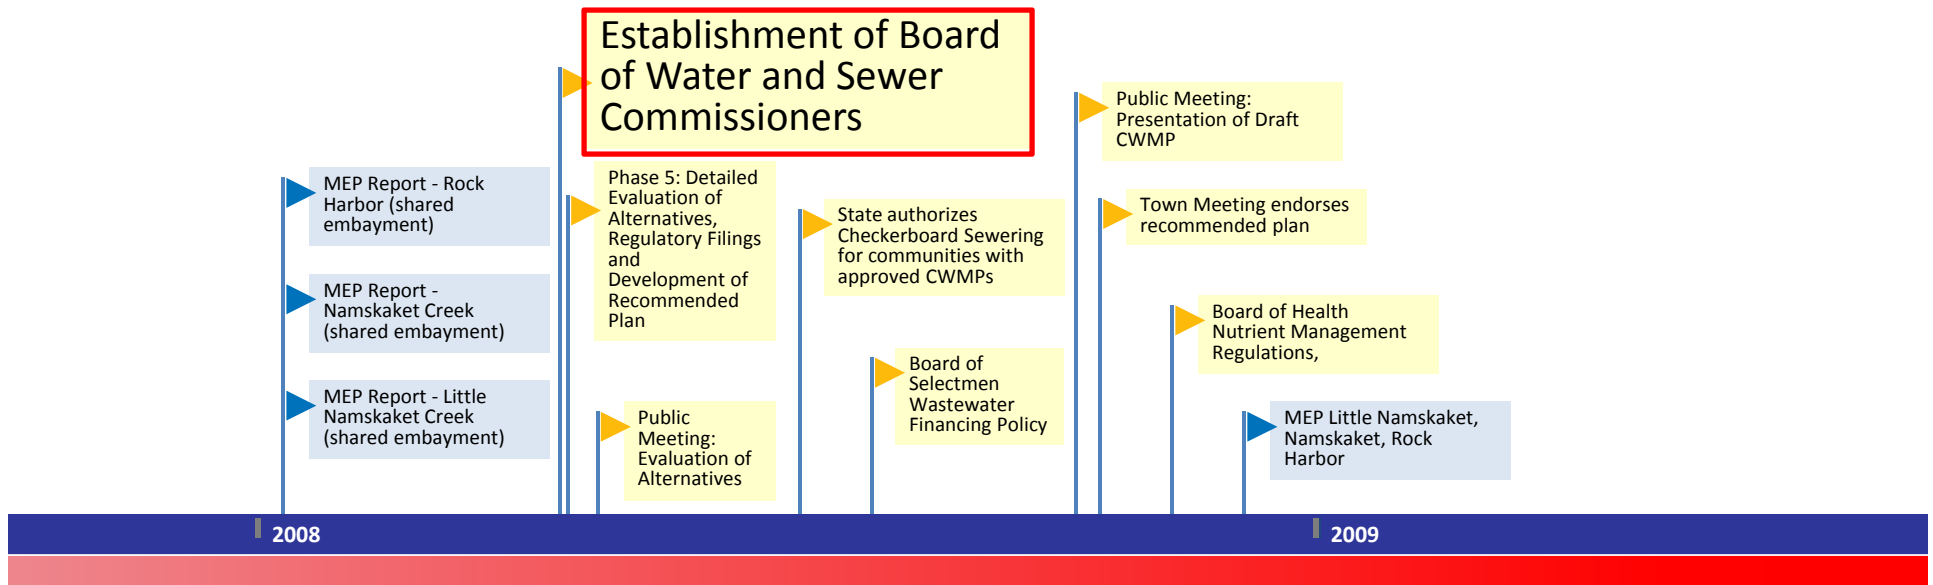 Establishment of Board
of Water and Sewer
Commissioners
Public Meeting:
Presentation of Draft
CWMP
MEP Report - Rock
Harbor (shared
embayment)
Phase 5: Detailed
Evaluation of
Alternatives,
Regulatory Filings
and
Development of
Recommended
Plan
State authorizes
Checkerboard Sewering
for communities with
approved CWMPs
Town Meeting endorses
recommended plan
MEP Report -
Namskaket Creek
(shared embayment)
Board of Health
Nutrient Management
Regulations,
MEP Report - Little
Namskaket Creek
(shared embayment)
Public
Meeting:
Evaluation of
Alternatives
Board of
Selectmen
Wastewater
Financing Policy
MEP Little Namskaket,
Namskaket, Rock
Harbor
2008
2009